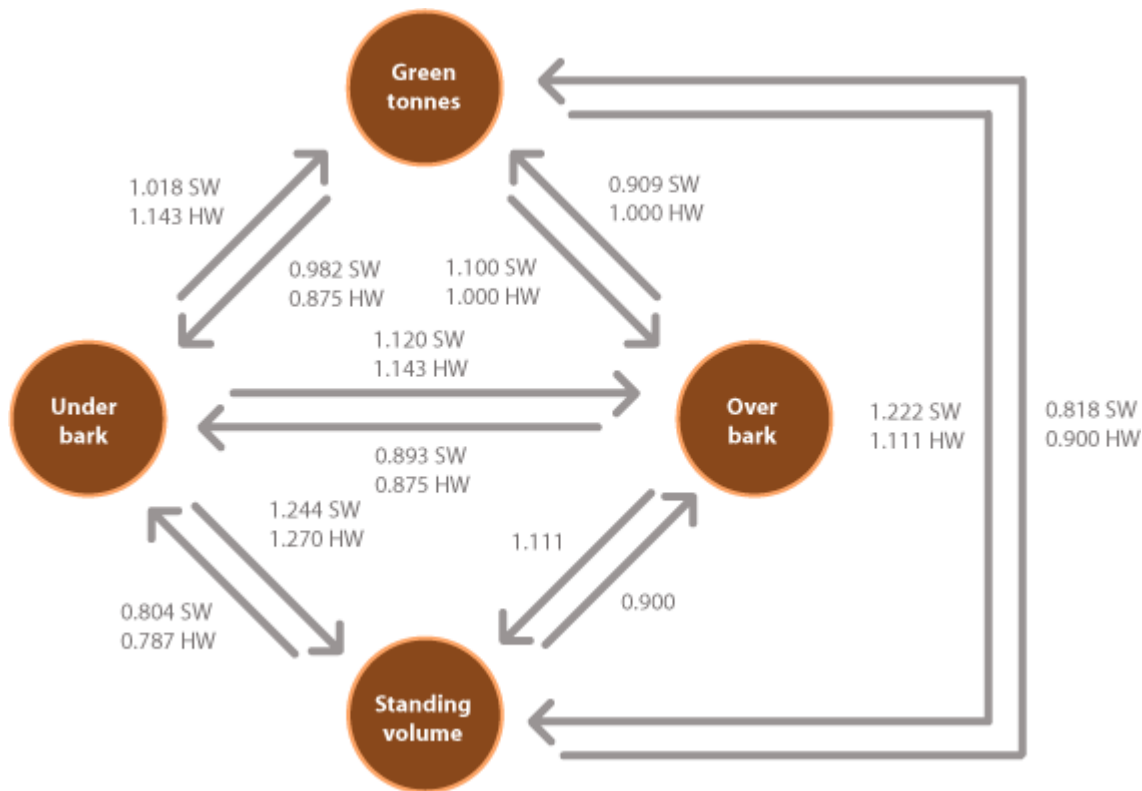 Green
tonnes
1.018 SW
1.143 HW
0.909 SW
1.000 HW
0.982 SW
0.875 HW
1.100 SW
1.000 HW
1.120 SW
1.143 HW
Under
bark
Over
bark
1.222 SW
1.111 HW
0.818 SW
0.900 HW
0.893 SW
0.875 HW
1.244 SW
1.270 HW
1.111
0.900
0.804 SW
0.787 HW
Standing
volume